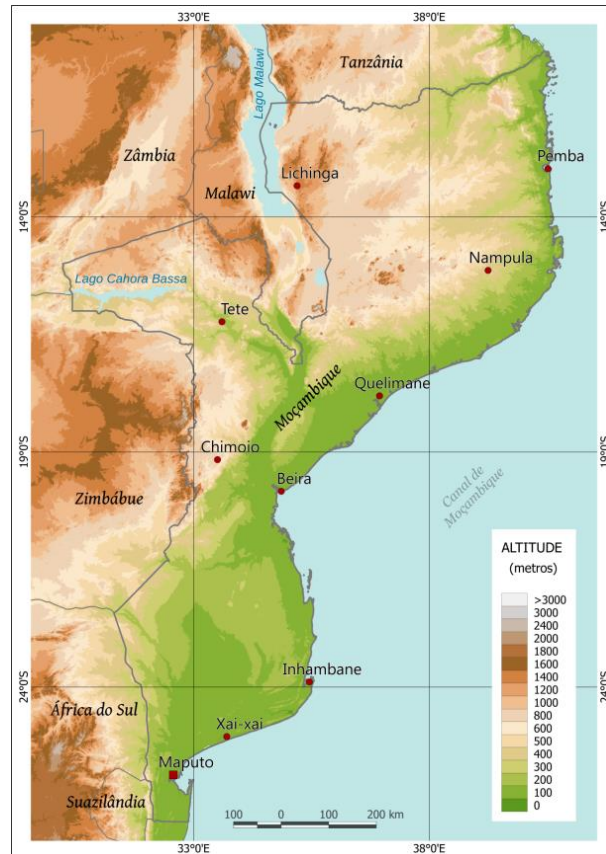 33°0'E
38°0'E
Tanzânia
Lago Malawi
Zâmbia
Lichinga
Malawi
Pemba
14°0'S
14°0'S
Nampula
Lago Cahora Bassa
Tete
Moçambique
Quelimane
Chimoio
19°0'S
19°0'S
Beira
Zimbábue
Canal de
Moçambique
ALTITUDE
(metros)
>3000
3000
2400
2000
1800
1600
1400
1200
1000
800
600
500
400
300
200
100
0
Inhambane
24°0'S
24°0'S
África do Sul
Xai-xai
Maputo
Suazilândia
100 0 100 200 km
33°0'E
38°0'E